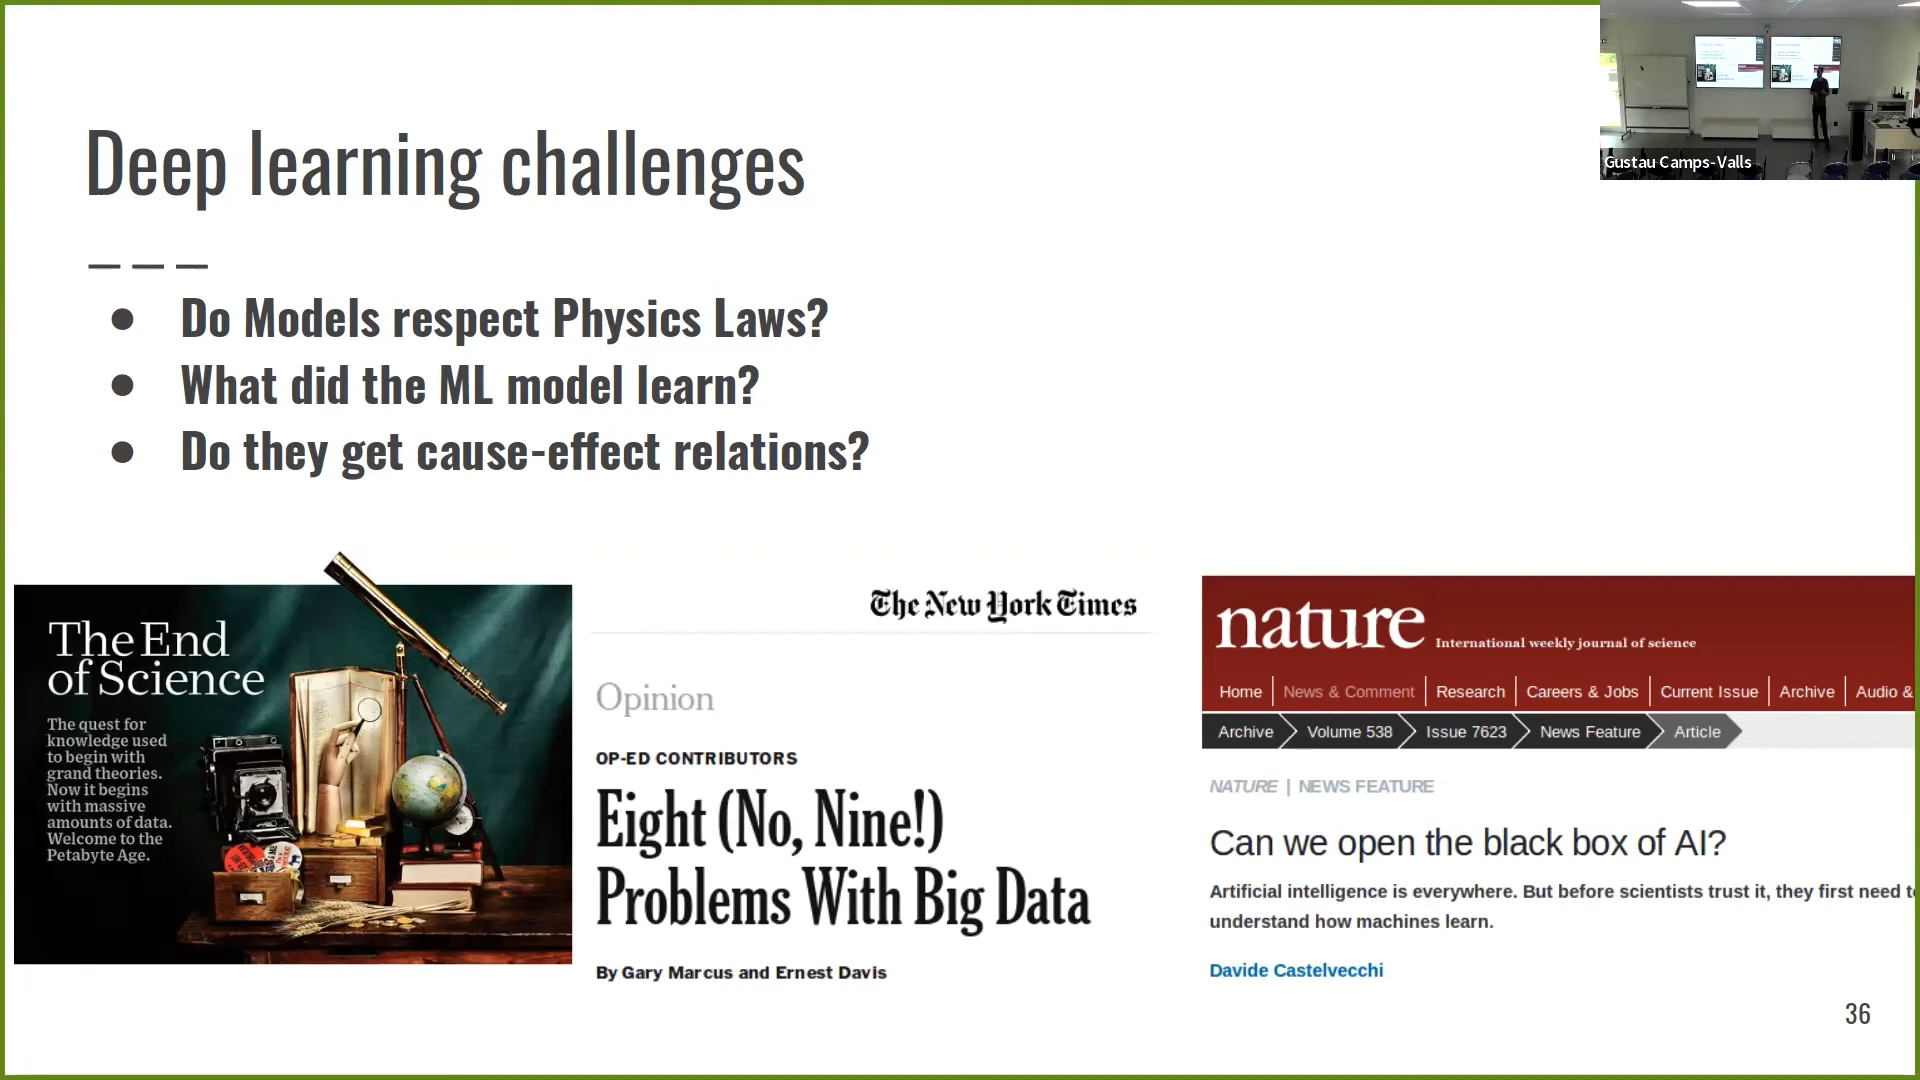 Deep learning challenges
Gustau Camps-Valls
● Do Models respect Physics Laws?
● What did the ML model learn?
● Do they get cause-effect relations?
The End
of Science
The quest for
knowledge used
to begin with
grand theories.
Now it begins
with massive
amounts of data.
Welcome to the
Petabyte Age.
The New York Times
Opinion
OP-ED CONTRIBUTORS
Eight (No, Nine!)
Problems With Big Data
By Gary Marcus and Ernest Davis
nature International weekly journal of science
Home News & Comment Research Careers & Jobs Current Issue Archive Audio &
Archive Volume 538 Issue 7623 News Feature Article
NATURE | NEWS FEATURE
Can we open the black box of AI?
Artificial intelligence is everywhere. But before scientists trust it, they first need
understand how machines learn.
Davide Castelvecchi
36